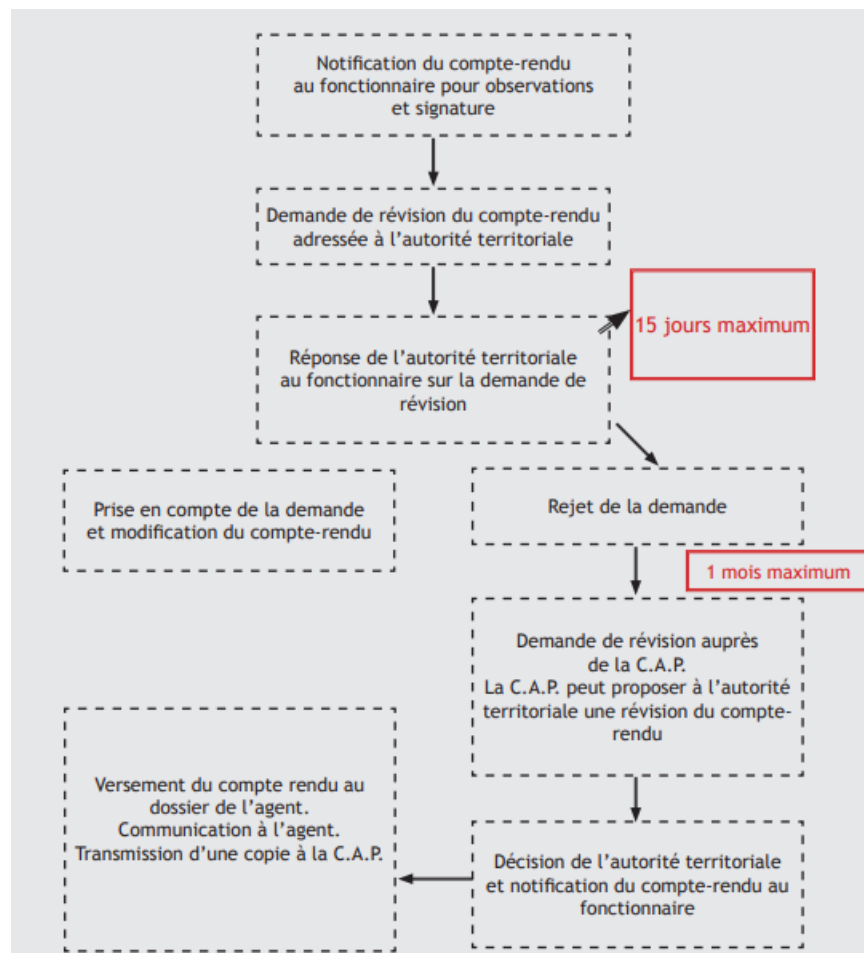 Notification du compte-rendu
au fonctionnaire pour observations
et signature
Demande de révision du compte-rendu
adressée à l'autorité territoriale
15 jours maximum
Réponse de l'autorité territoriale
au fonctionnaire sur la demande de
révision
Prise en compte de la demande
et modification du compte-rendu
Rejet de la demande
1 mois maximum
Demande de révision auprès
de la C.A.P.
La C.A.P. peut proposer à l'autorité
territoriale une révision du compte-
rendu
Versement du compte rendu au
dossier de l'agent.
Communication à l'agent.
Transmission d'une copie à la C.A.P.
Décision de l'autorité territoriale
et notification du compte-rendu au
fonctionnaire